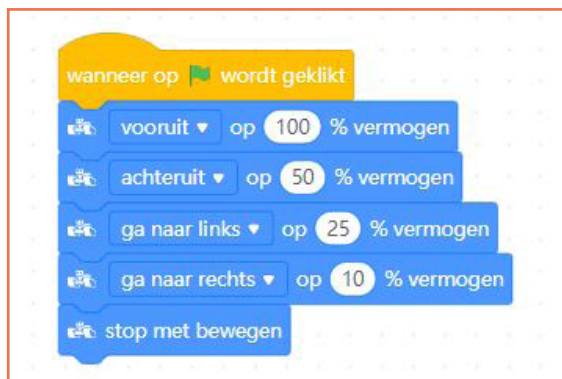 wanneer op wordt geklikt
vooruit op 100 % vermogen
achteruit op 50 % vermogen
ga naar links op 25 % vermogen
ga naar rechts op 10 % vermogen
stop met bewegen